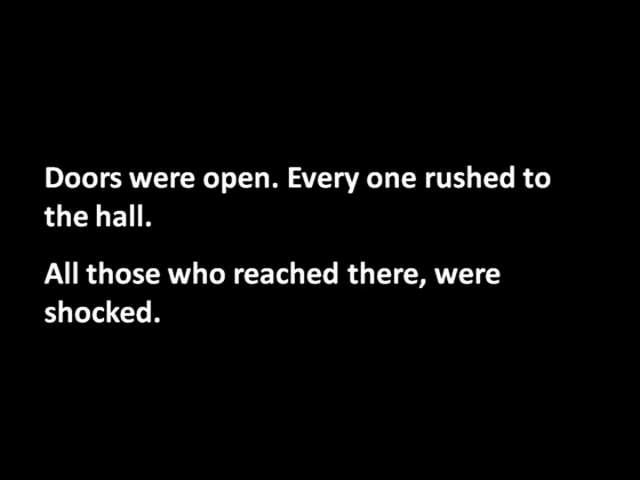 Doors were open. Every one rushed to
the hall.
All those who reached there, were
shocked.